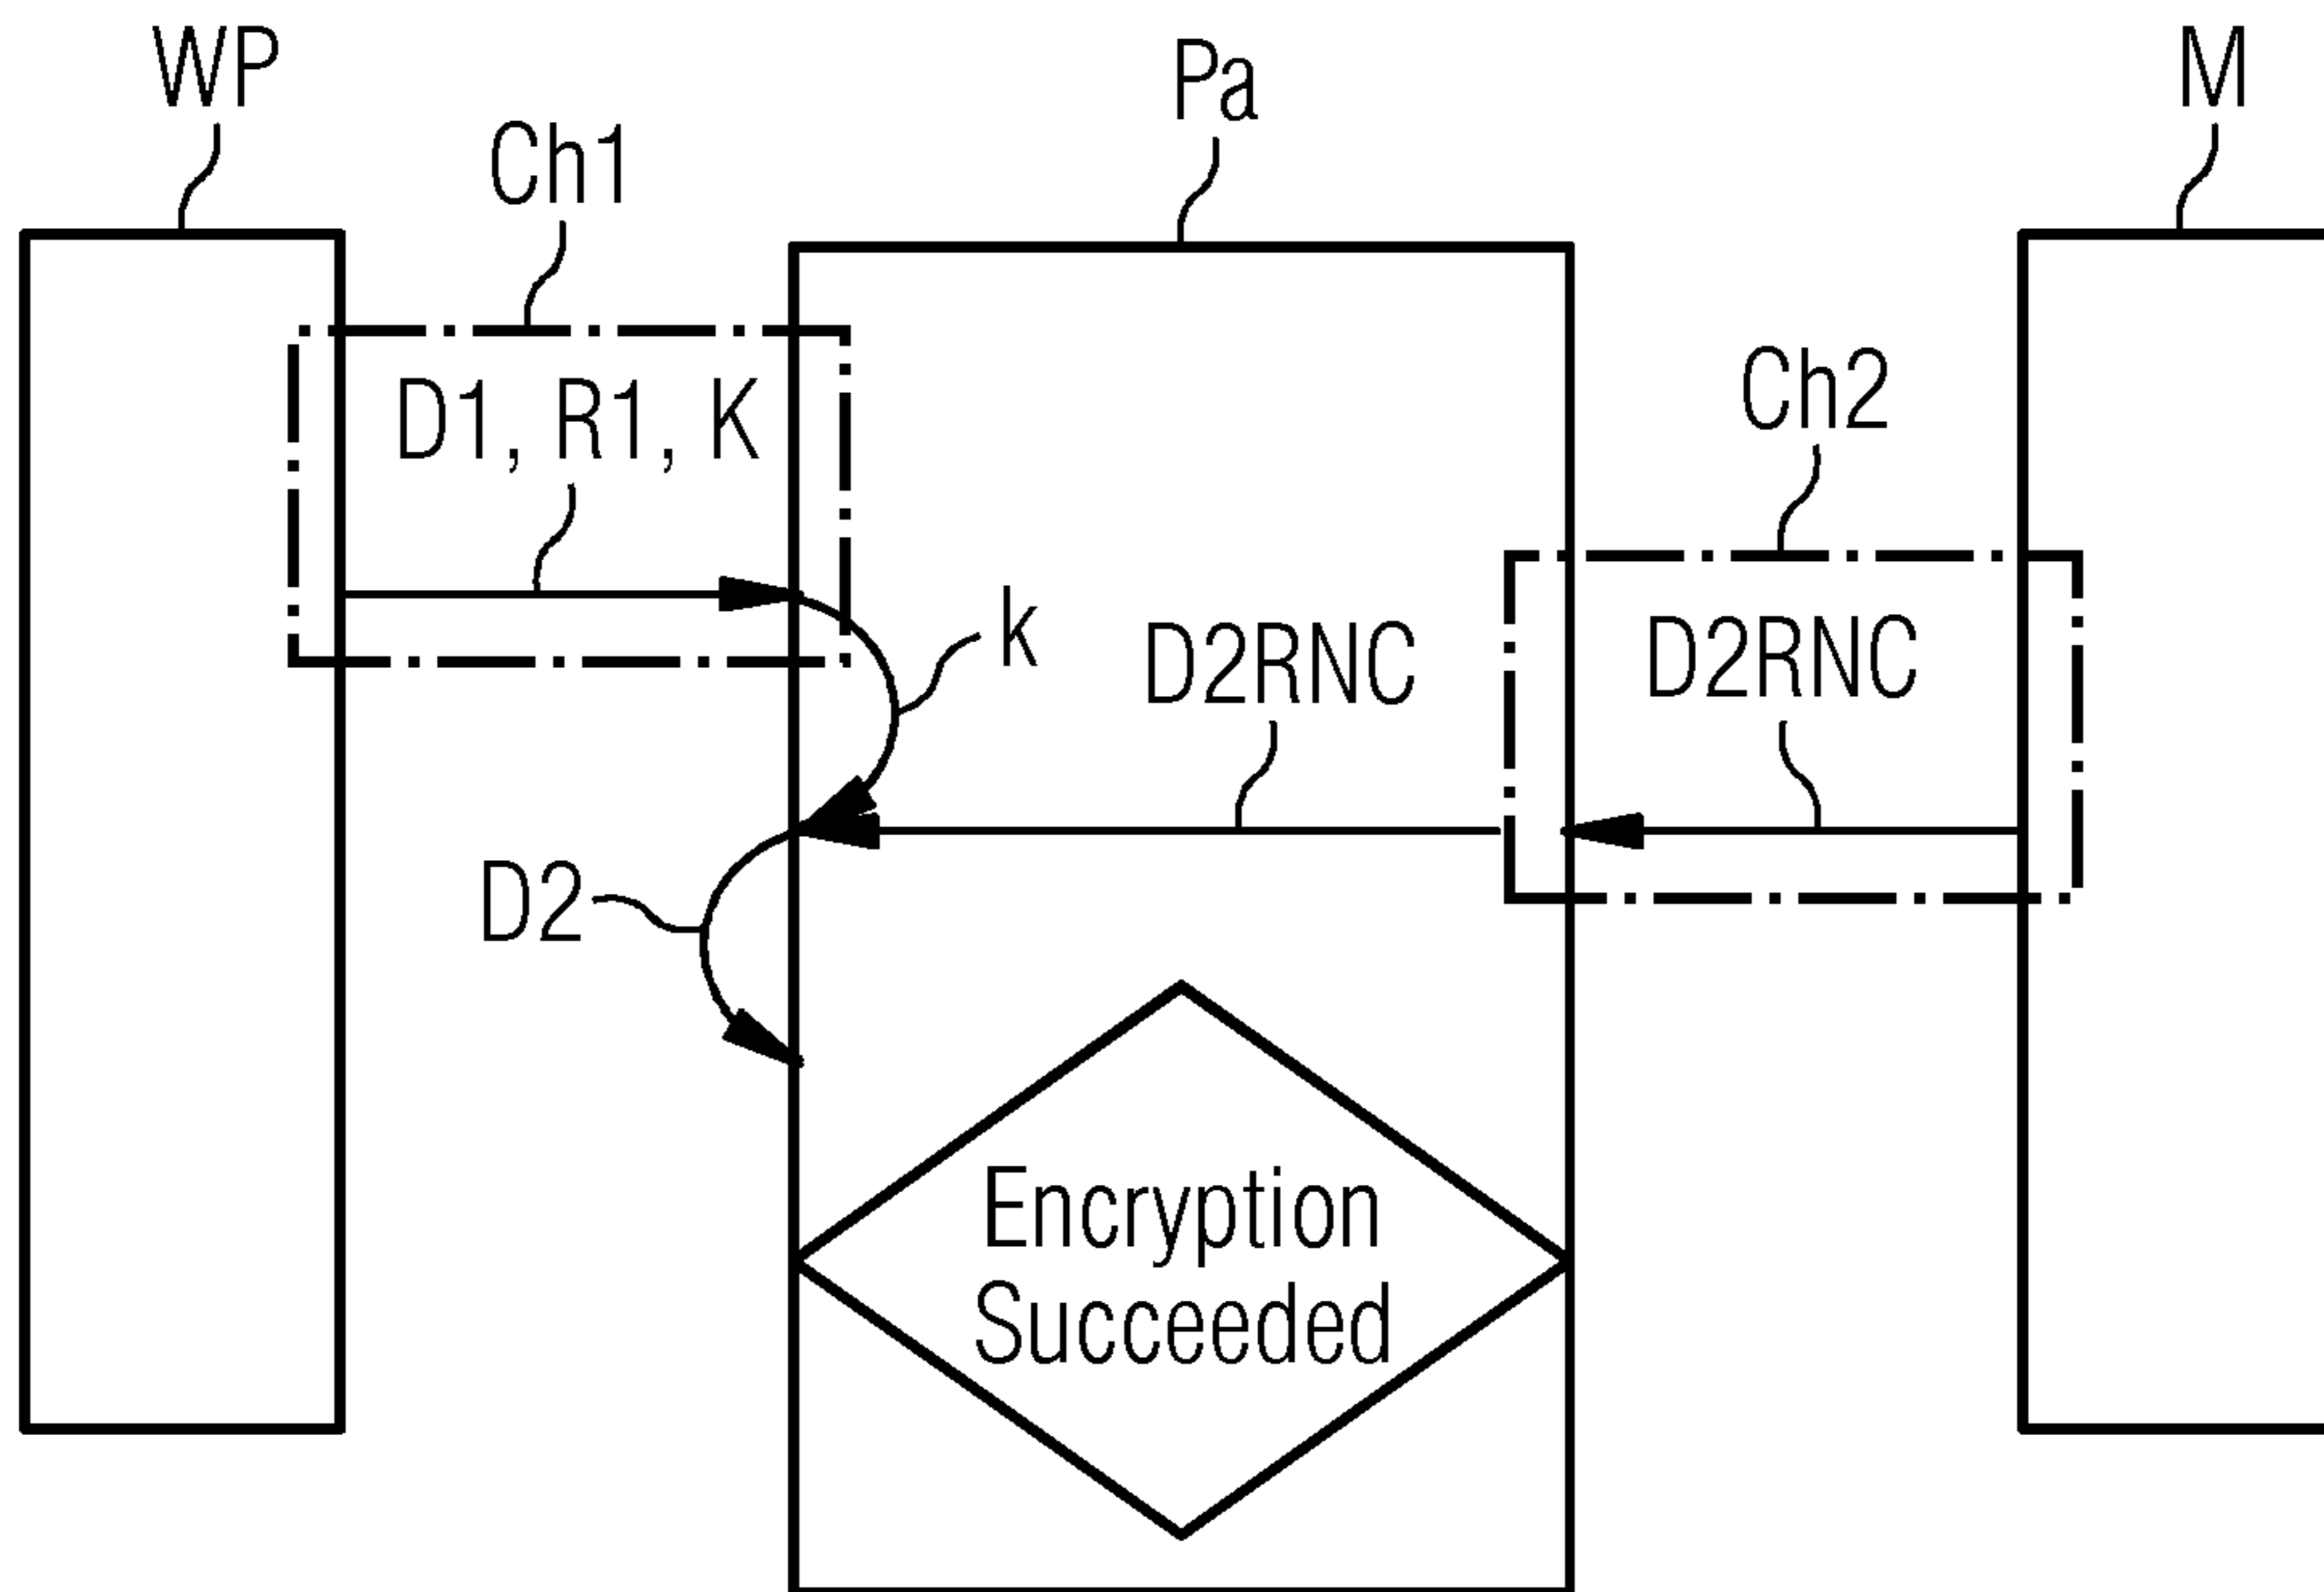 WP
Pa
M
Ch1
Ch2
D1, R1, K
k
D2RNC
D2RNC
D2
Encryption
Succeeded